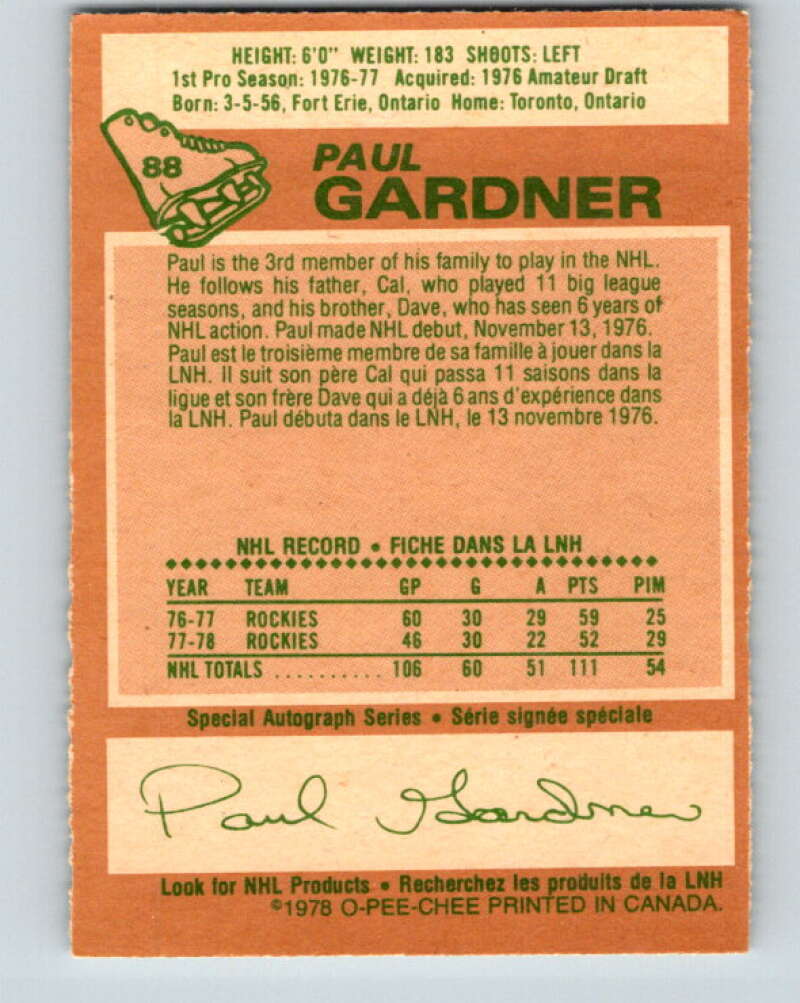 HEIGHT: 6'0" WEIGHT: 183 SHOOTS: LEFT
1st Pro Season: 1976-77 Acquired: 1976 Amateur Draft
Born: 3-5-56, Fort Erie, Ontario Home: Toronto, Ontario
88
PAUL
GARDNER
Paul is the 3rd member of his family to play in the NHL.
He follows his father, Cal, who played 11 big league
seasons, and his brother, Dave, who has seen 6 years of
NHL action. Paul made NHL debut, November 13, 1976.
Paul est le troisième membre de sa famille à jouer dans la
LNH. Il suit son père Cal qui passa 11 saisons dans la
ligue et son frère Dave qui a déjà 6 ans d'expérience dans
la LNH. Paul débuta dans le LNH, le 13 novembre 1976.
NHL RECORD • FICHE DANS LA LNH
YEAR TEAM GP G A PTS PIM
76-77 ROCKIES 60 30 29 59 25
77-78 ROCKIES 46 30 22 52 29
NHL TOTALS .......... 106 60 51 111 54
Special Autograph Series • Série signée spéciale
Paul Gardner
Look for NHL Products • Recherchez les produits de la LNH
©1978 O-PEE-CHEE PRINTED IN CANADA.